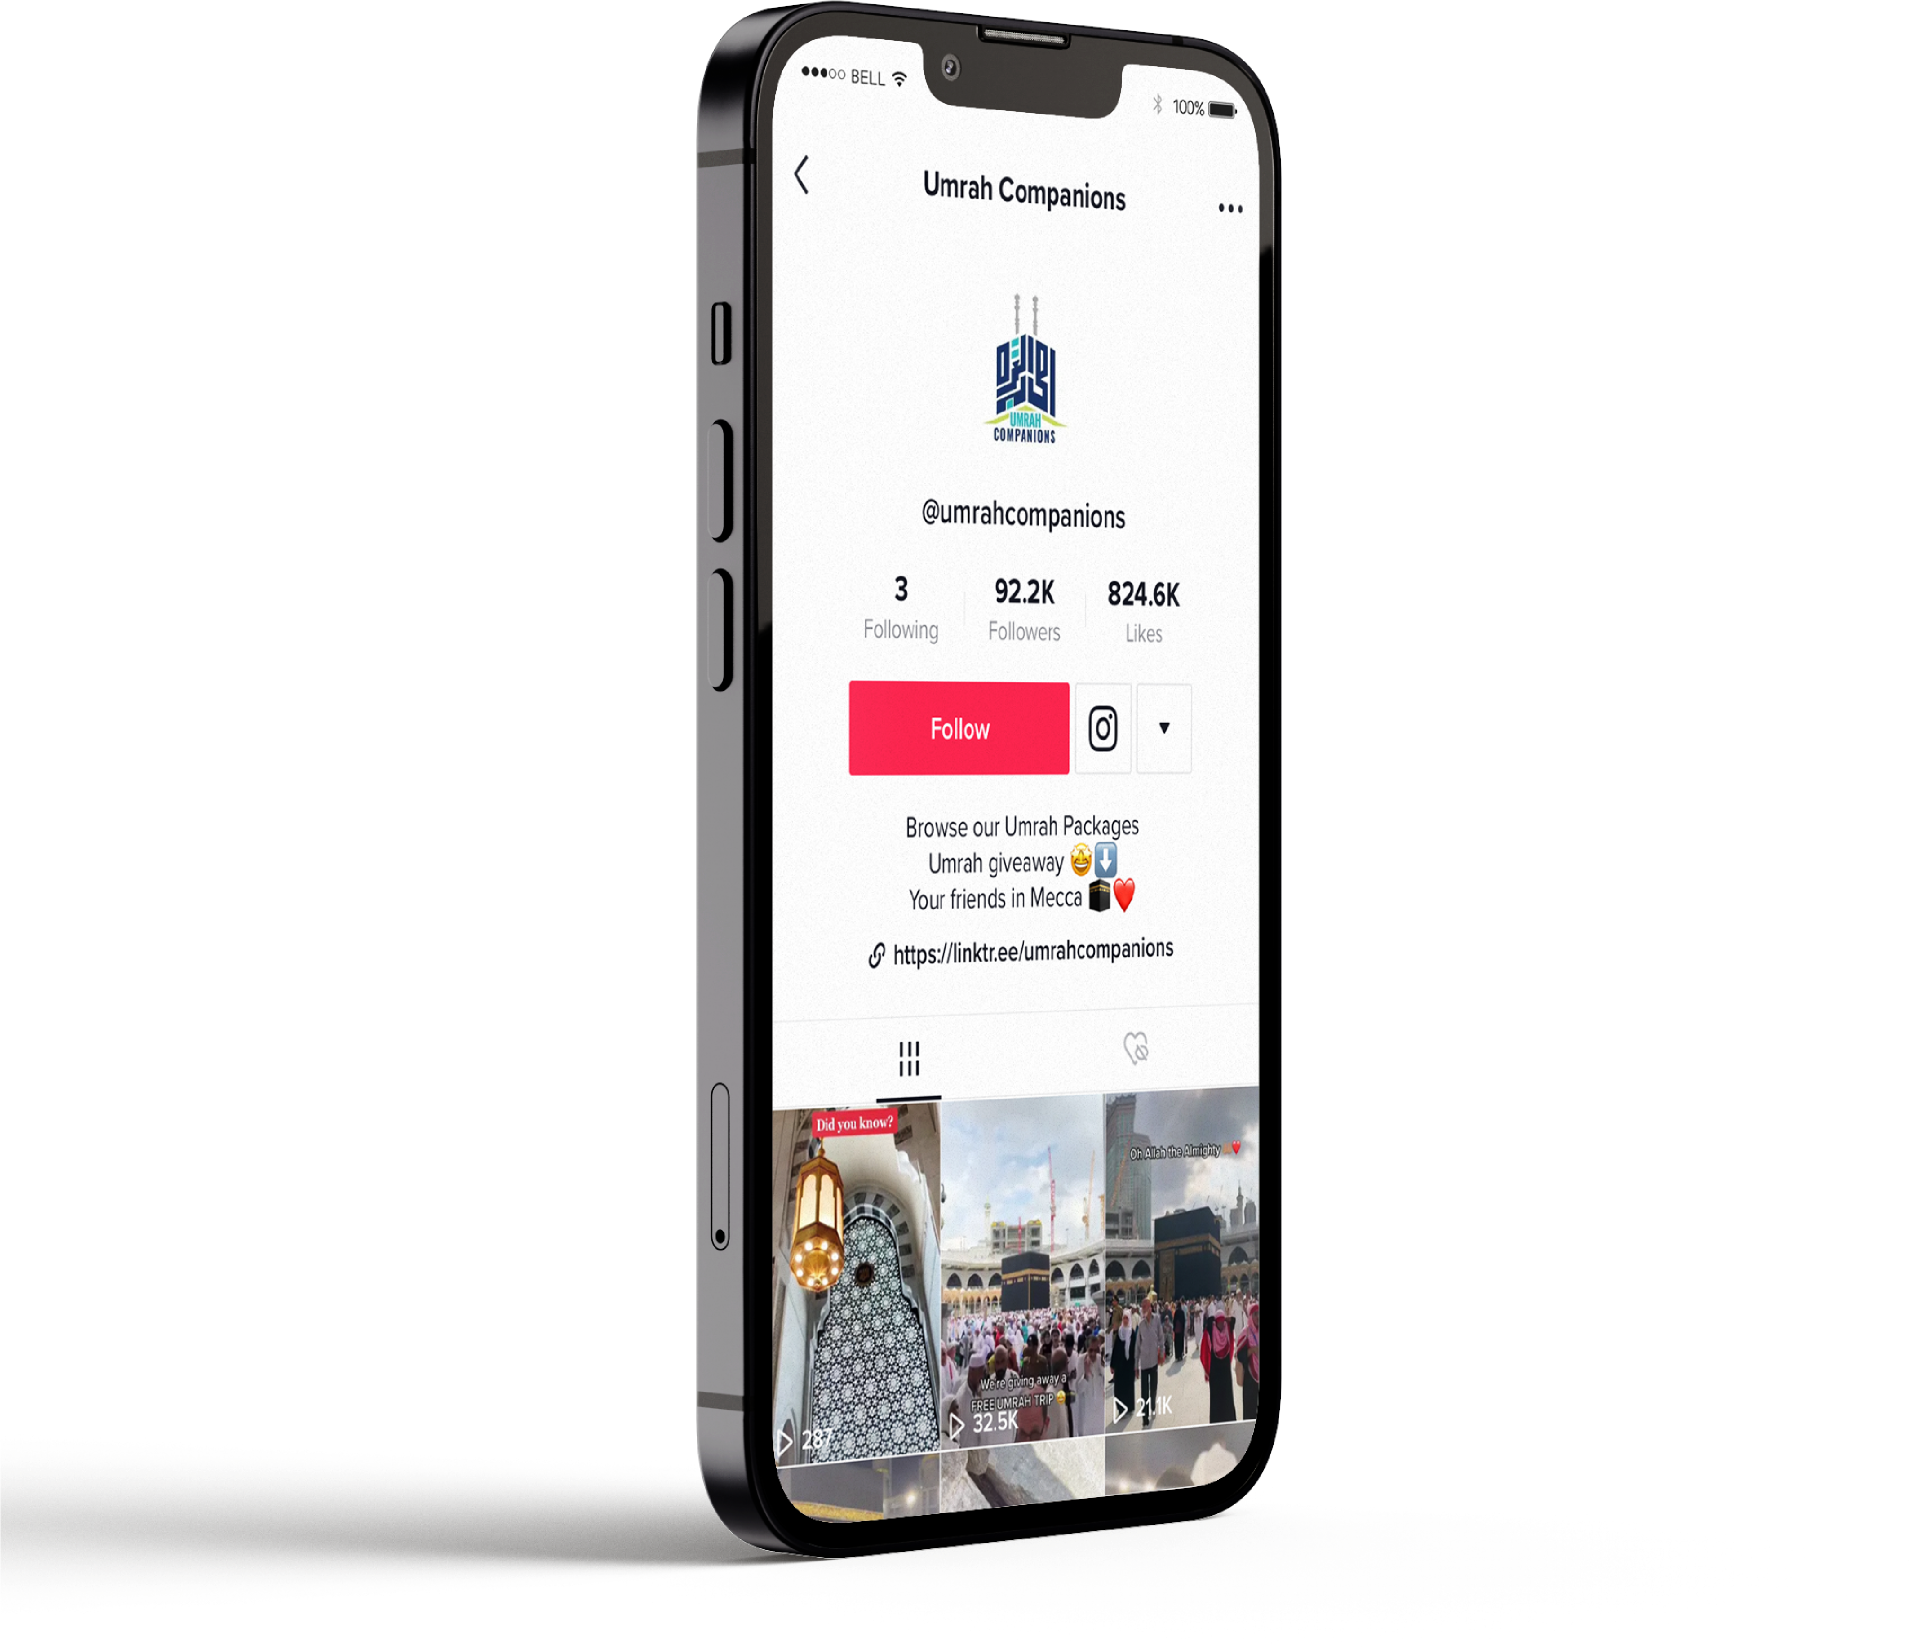 BELL
100%
Umrah Companions
UMRAH
COMPANIONS
@umrahcompanions
3
92.2K
824.6K
Following
Followers
Likes
Follow
Browse our Umrah Packages
Umrah giveaway 🤩⬇️
Your friends in Mecca 🕋❤️
https://linktr.ee/umrahcompanions
Did you know?
Oh Allah the Almighty ❤️
We're giving away a
FREE UMRAH TRIP 🤩🕋
287
32.5K
21.1K